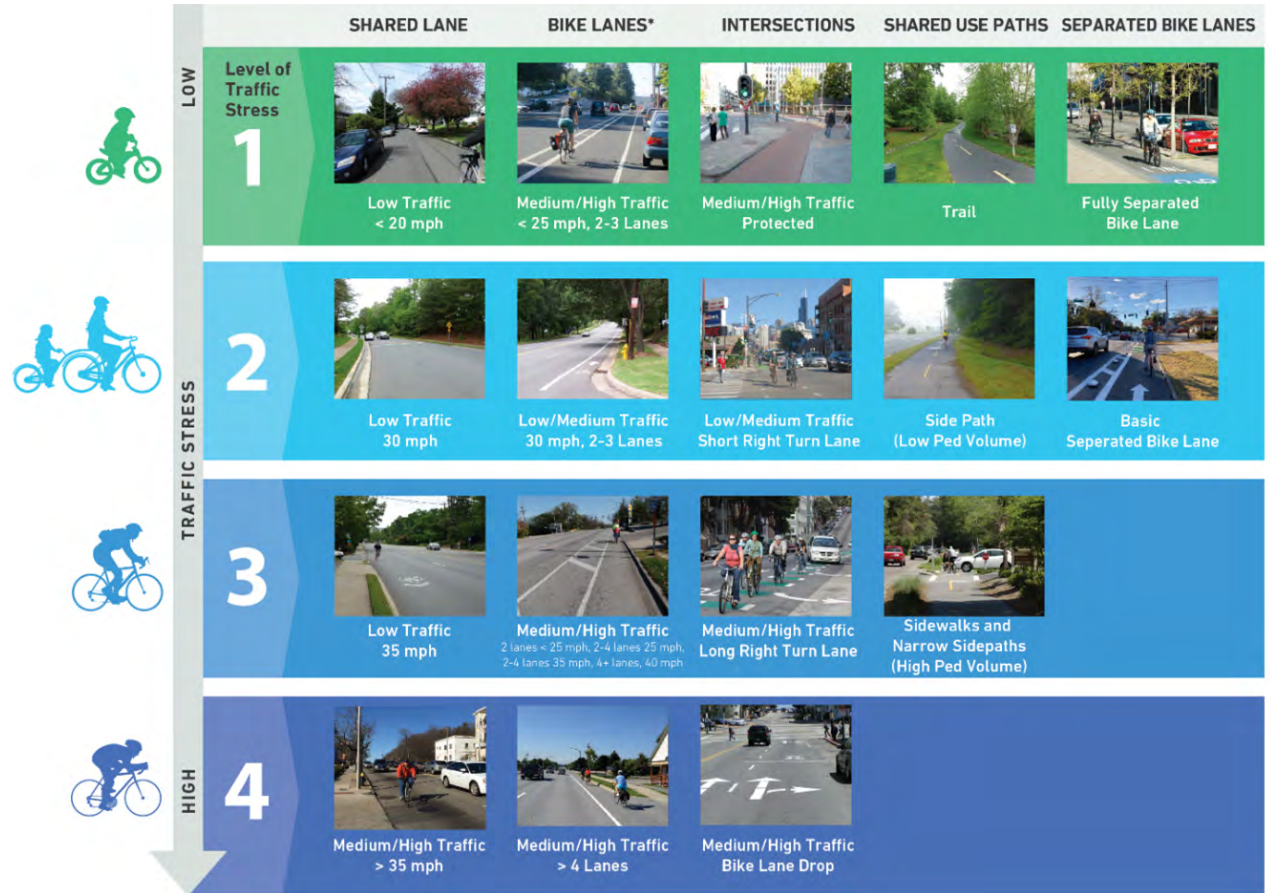 SHARED LANE
BIKE LANES*
INTERSECTIONS
SHARED USE PATHS
SEPARATED BIKE LANES
LOW
TRAFFIC STRESS
HIGH
Level of
Traffic
Stress
1
Low Traffic
< 20 mph
Medium/High Traffic
< 25 mph, 2-3 Lanes
Medium/High Traffic
Protected
Trail
Fully Separated
Bike Lane
2
Low Traffic
30 mph
Low/Medium Traffic
30 mph, 2-3 Lanes
Low/Medium Traffic
Short Right Turn Lane
Side Path
(Low Ped Volume)
Basic
Seperated Bike Lane
3
Low Traffic
35 mph
Medium/High Traffic
2 lanes < 25 mph, 2-4 lanes 25 mph,
2-4 lanes 35 mph, 4+ lanes, 40 mph
Medium/High Traffic
Long Right Turn Lane
Sidewalks and
Narrow Sidepaths
(High Ped Volume)
4
Medium/High Traffic
> 35 mph
Medium/High Traffic
> 4 Lanes
Medium/High Traffic
Bike Lane Drop